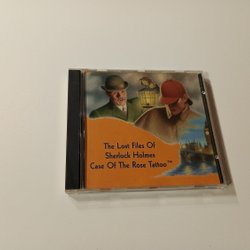 The Lost Files Of
Sherlock Holmes
Case Of The Rose Tattoo™